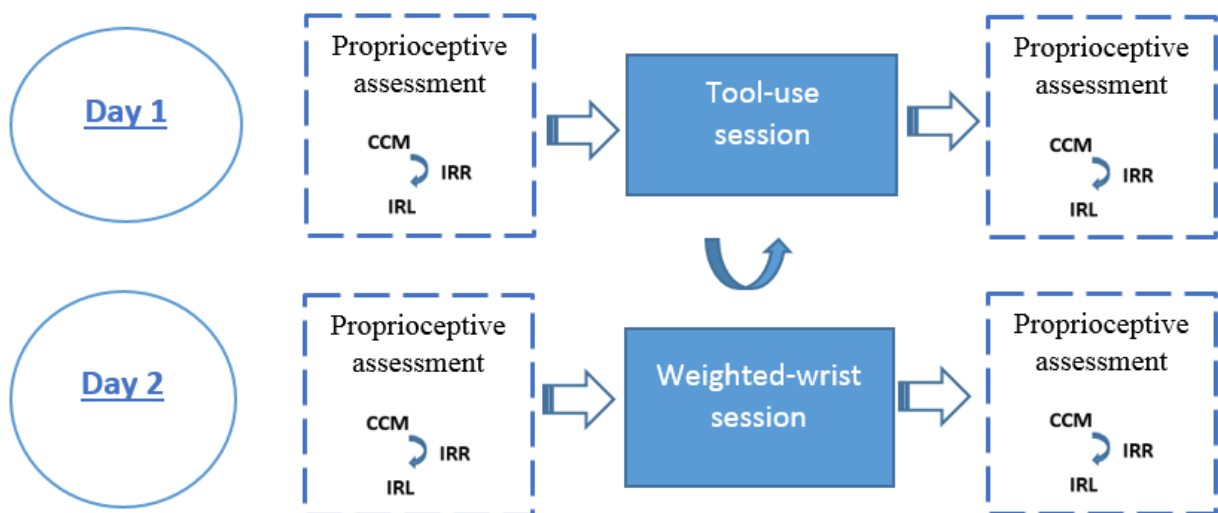 Day 1
Proprioceptive
assessment
CCM
IRR
IRL
Tool-use
session
Proprioceptive
assessment
CCM
IRR
IRL
Day 2
Proprioceptive
assessment
CCM
IRR
IRL
Weighted-wrist
session
Proprioceptive
assessment
CCM
IRR
IRL